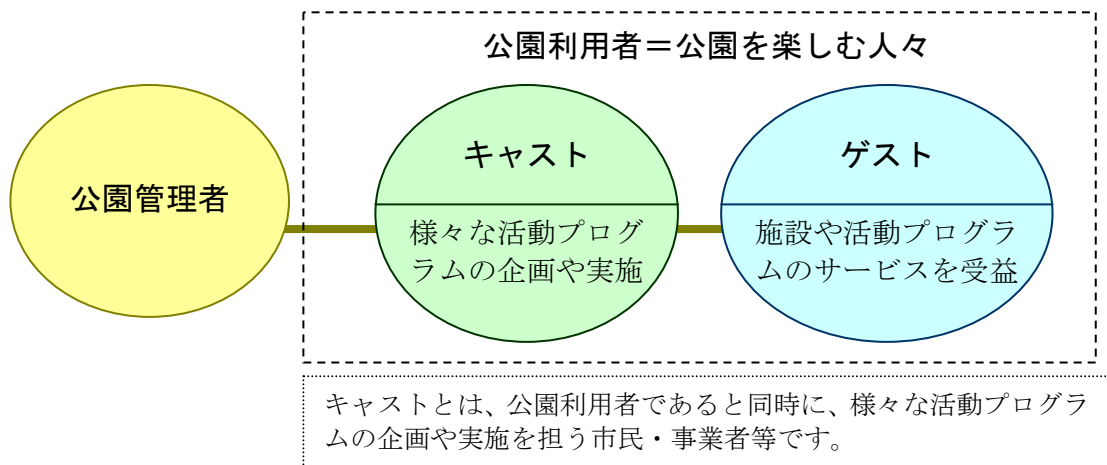 公園利用者＝公園を楽しむ人々
公園管理者
キャスト
様々な活動プログ
ラムの企画や実施
ゲスト
施設や活動プログラ
ムのサービスを受益
キャストとは、公園利用者であると同時に、様々な活動プログラ
ムの企画や実施を担う市民・事業者等です。